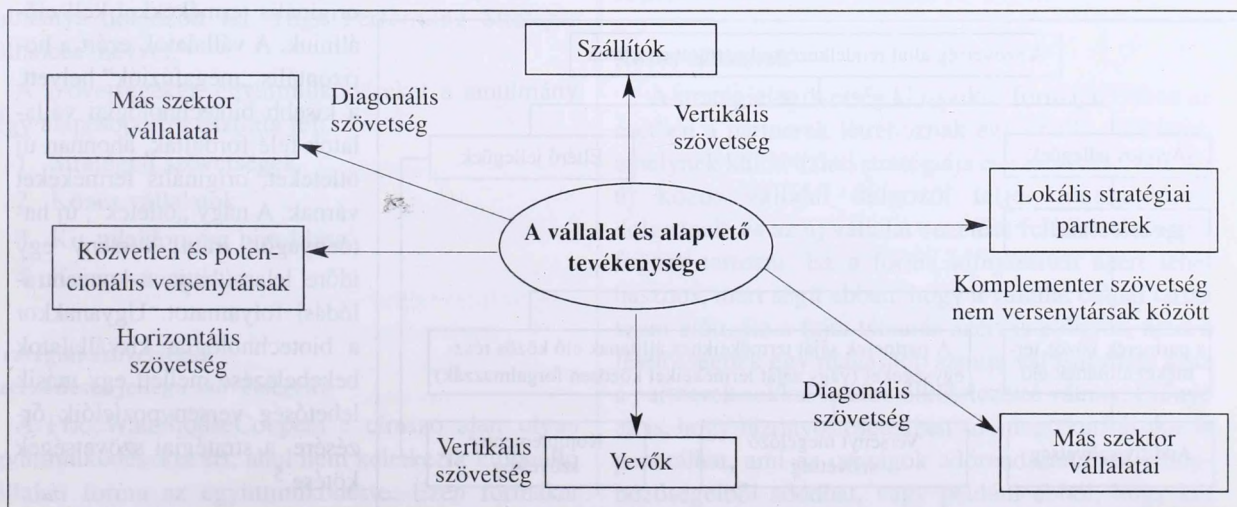 Szállítók
Más szektor
vállalatai
Diagonális
szövetség
Vertikális
szövetség
Lokális stratégiai
partnerek
A vállalat és alapvető
tevékenysége
Közvetlen és poten-
cionális versenytársak
Komplementer szövetség
nem versenytársak között
Horizontális
szövetség
Diagonális
szövetség
Vertikális
szövetség
Vevők
Más szektor
vállalatai